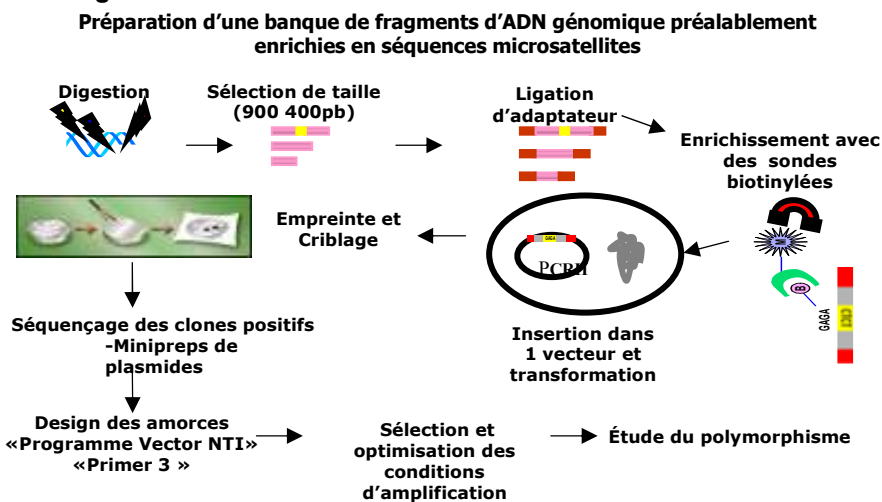 Préparation d'une banque de fragments d'ADN génomique préalablement
enrichies en séquences microsatellites
Digestion
Sélection de taille
(900 400pb)
Ligation
d'adaptateur
Enrichissement avec
des sondes
biotinylées
M
B
GAGA
CTCT
GAGA
PCRII
Insertion dans
1 vecteur et
transformation
Empreinte et
Criblage
Séquençage des clones positifs
-Minipreps de
plasmides
Design des amorces
«Programme Vector NTI»
«Primer 3 »
Sélection et
optimisation des
conditions
d'amplification
Étude du polymorphisme